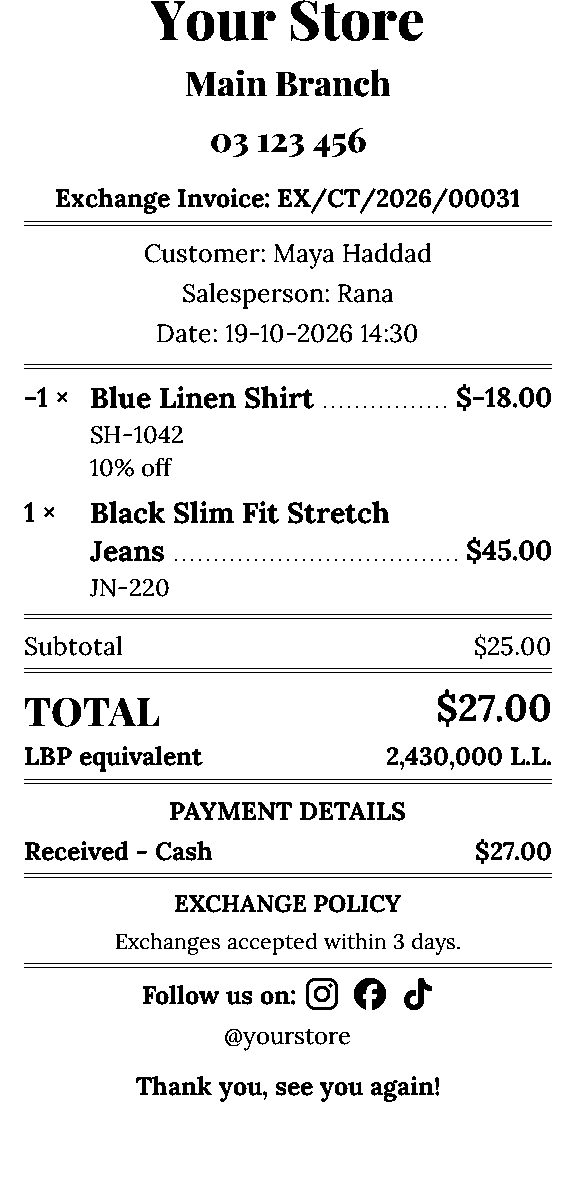 Your Store
Main Branch
03 123 456
Exchange Invoice: EX/CT/2026/00031
Customer: Maya Haddad
Salesperson: Rana
Date: 19-10-2026 14:30
-1 × Blue Linen Shirt ................ $-18.00
SH-1042
10% off
1 × Black Slim Fit Stretch
Jeans .................................... $45.00
JN-220
Subtotal $25.00
TOTAL $27.00
LBP equivalent 2,430,000 L.L.
PAYMENT DETAILS
Received - Cash $27.00
EXCHANGE POLICY
Exchanges accepted within 3 days.
Follow us on:
@yourstore
Thank you, see you again!